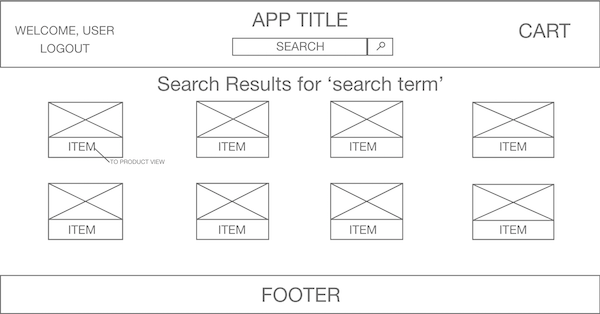 WELCOME, USER
LOGOUT
APP TITLE
SEARCH
CART
Search Results for ‘search term’
ITEM
ITEM
ITEM
ITEM
TO PRODUCT VIEW
ITEM
ITEM
ITEM
ITEM
FOOTER